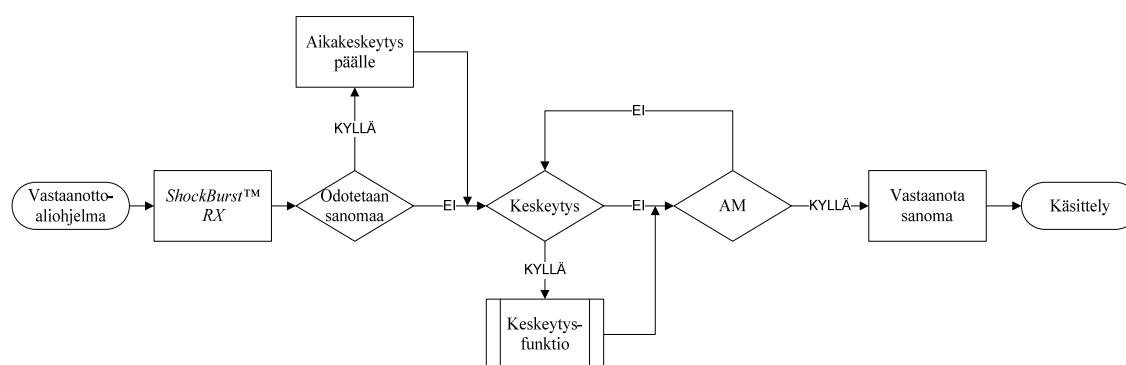 Aikakeskeytys
päälle
EI
KYLLÄ
Vastaanotto-
aliohjelma
ShockBurst™
RX
Odotetaan
sanomaa
EI
Keskeytys
EI
AM
KYLLÄ
Vastaanota
sanoma
Käsittely
KYLLÄ
Keskeytys-
funktio